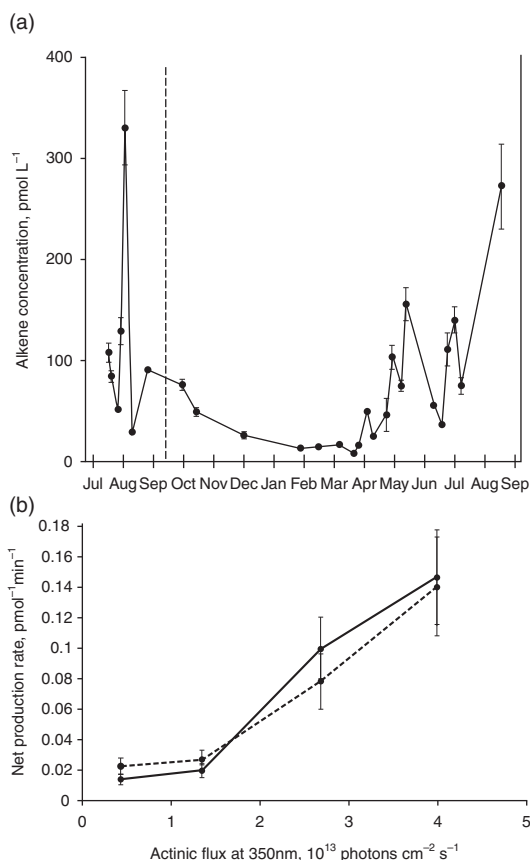 (a)
400
300
200
100
0
Alkene concentration, pmol L⁻¹
Jul Aug Sep Oct Nov Dec Jan Feb Mar Apr May Jun Jul Aug Sep
(b)
0.18
0.16
0.14
0.12
0.1
0.08
0.06
0.04
0.02
0
Net production rate, pmol⁻¹min⁻¹
0 1 2 3 4 5
Actinic flux at 350nm, 10¹³ photons cm⁻² s⁻¹